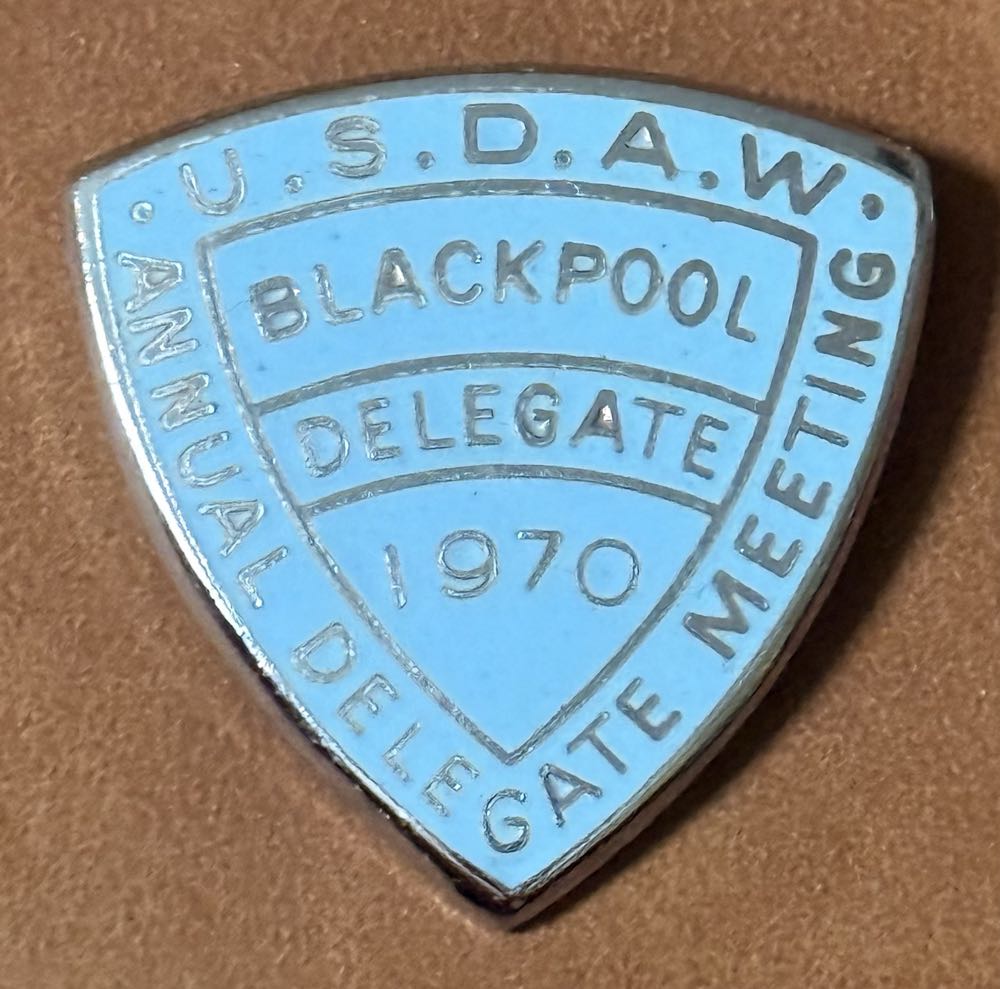 · U.S.D.A.W ·
ANNUAL DELEGATE MEETING
BLACKPOOL
DELEGATE
1970